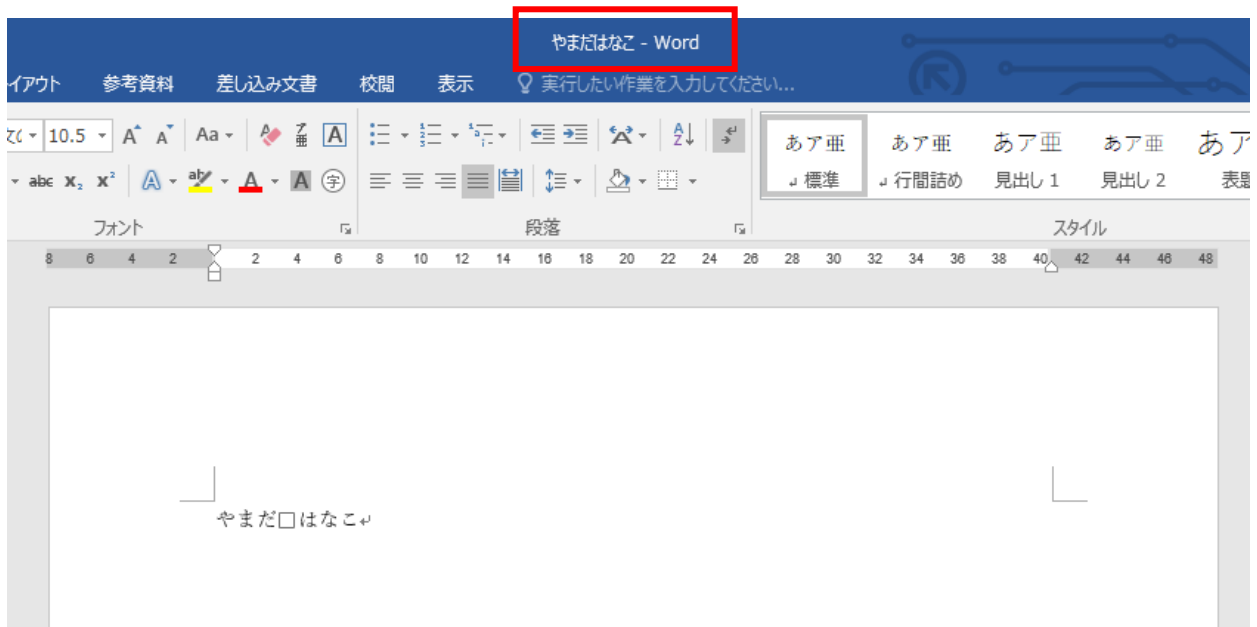 やまだはなこ - Word
イアウト 参考資料 差し込み文書 校閲 表示 実行したい作業を入力してください...
10.5 A A Aa ア亜 A あア亜 あア亜 あア亜 あア亜 あア
abc X₂ X² A aby A A 字 標準 行間詰め 見出し 1 見出し 2 表題
フォント 段落 スタイル
8 6 4 2 2 4 6 8 10 12 14 16 18 20 22 24 26 28 30 32 34 36 38 40 42 44 46 48
やまだ□はなこ↵